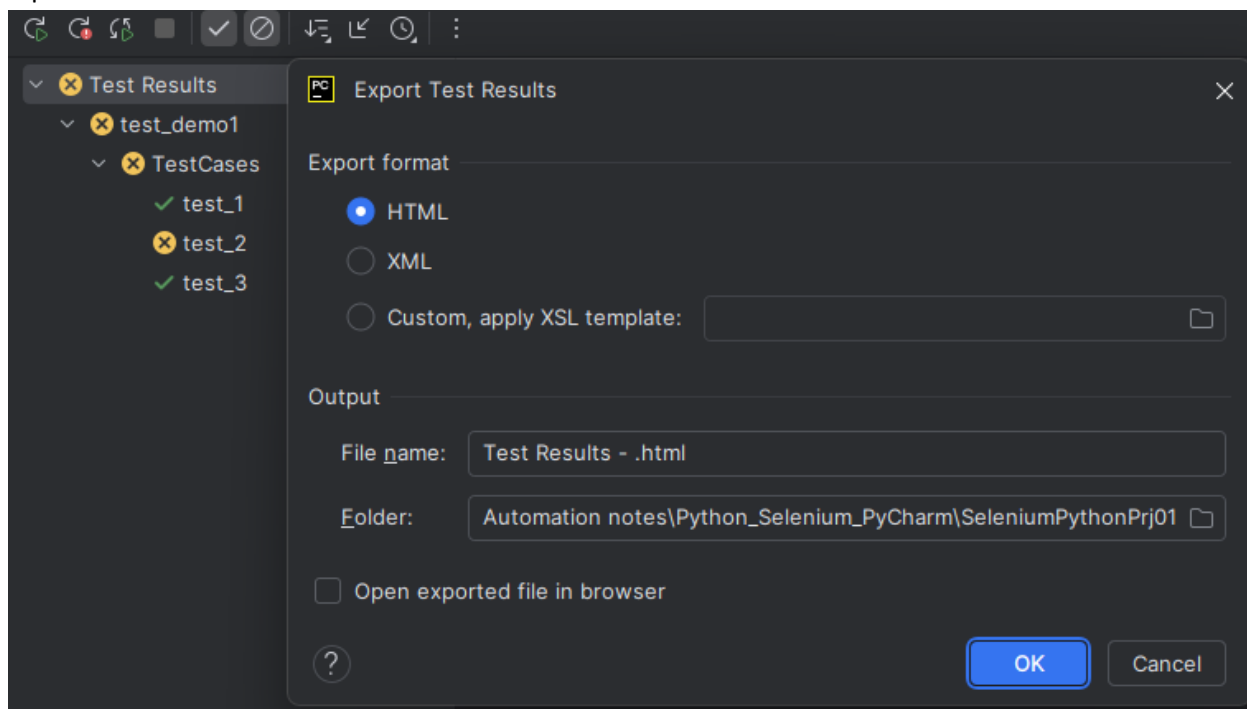 Test Results
test_demo1
TestCases
test_1
test_2
test_3
PC
Export Test Results
Export format
HTML
XML
Custom, apply XSL template:
Output
File name: Test Results - .html
Folder: Automation notes\Python_Selenium_PyCharm\SeleniumPythonPrj01
Open exported file in browser
? OK Cancel